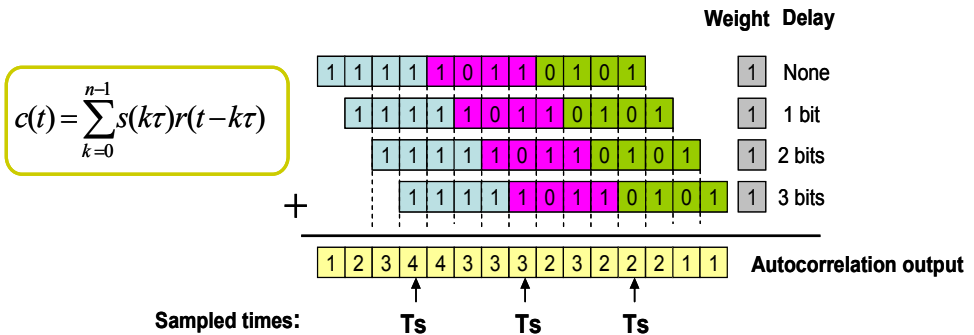 Weight Delay
1 1 1 1 1 0 1 1 0 1 0 1 1 None
1 1 1 1 1 0 1 1 0 1 0 1 1 1 bit
c(t) = ∑ s(kτ)r(t−kτ)
n−1
k=0
1 1 1 1 1 0 1 1 0 1 0 1 1 2 bits
1 1 1 1 1 0 1 1 0 1 0 1 1 3 bits
+
1 2 3 4 4 3 3 3 2 3 2 2 2 1 1 Autocorrelation output
Sampled times: Ts Ts Ts